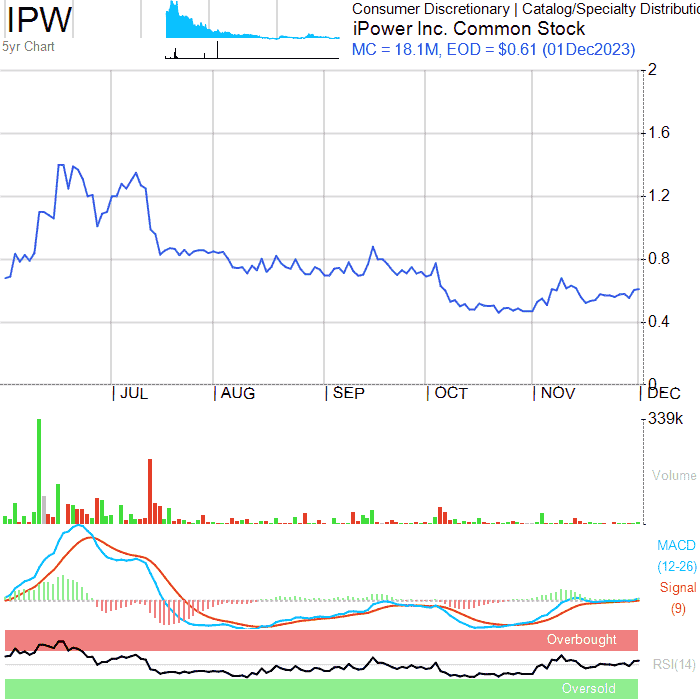 IPW
5yr Chart
Consumer Discretionary | Catalog/Specialty Distributio
iPower Inc. Common Stock
MC = 18.1M, EOD = $0.61 (01Dec2023)
2
1.6
1.2
0.8
0.4
0
JUL AUG SEP OCT NOV DEC
339k
Volume
MACD
(12-26)
Signal
(9)
Overbought
RSI(14)
Oversold